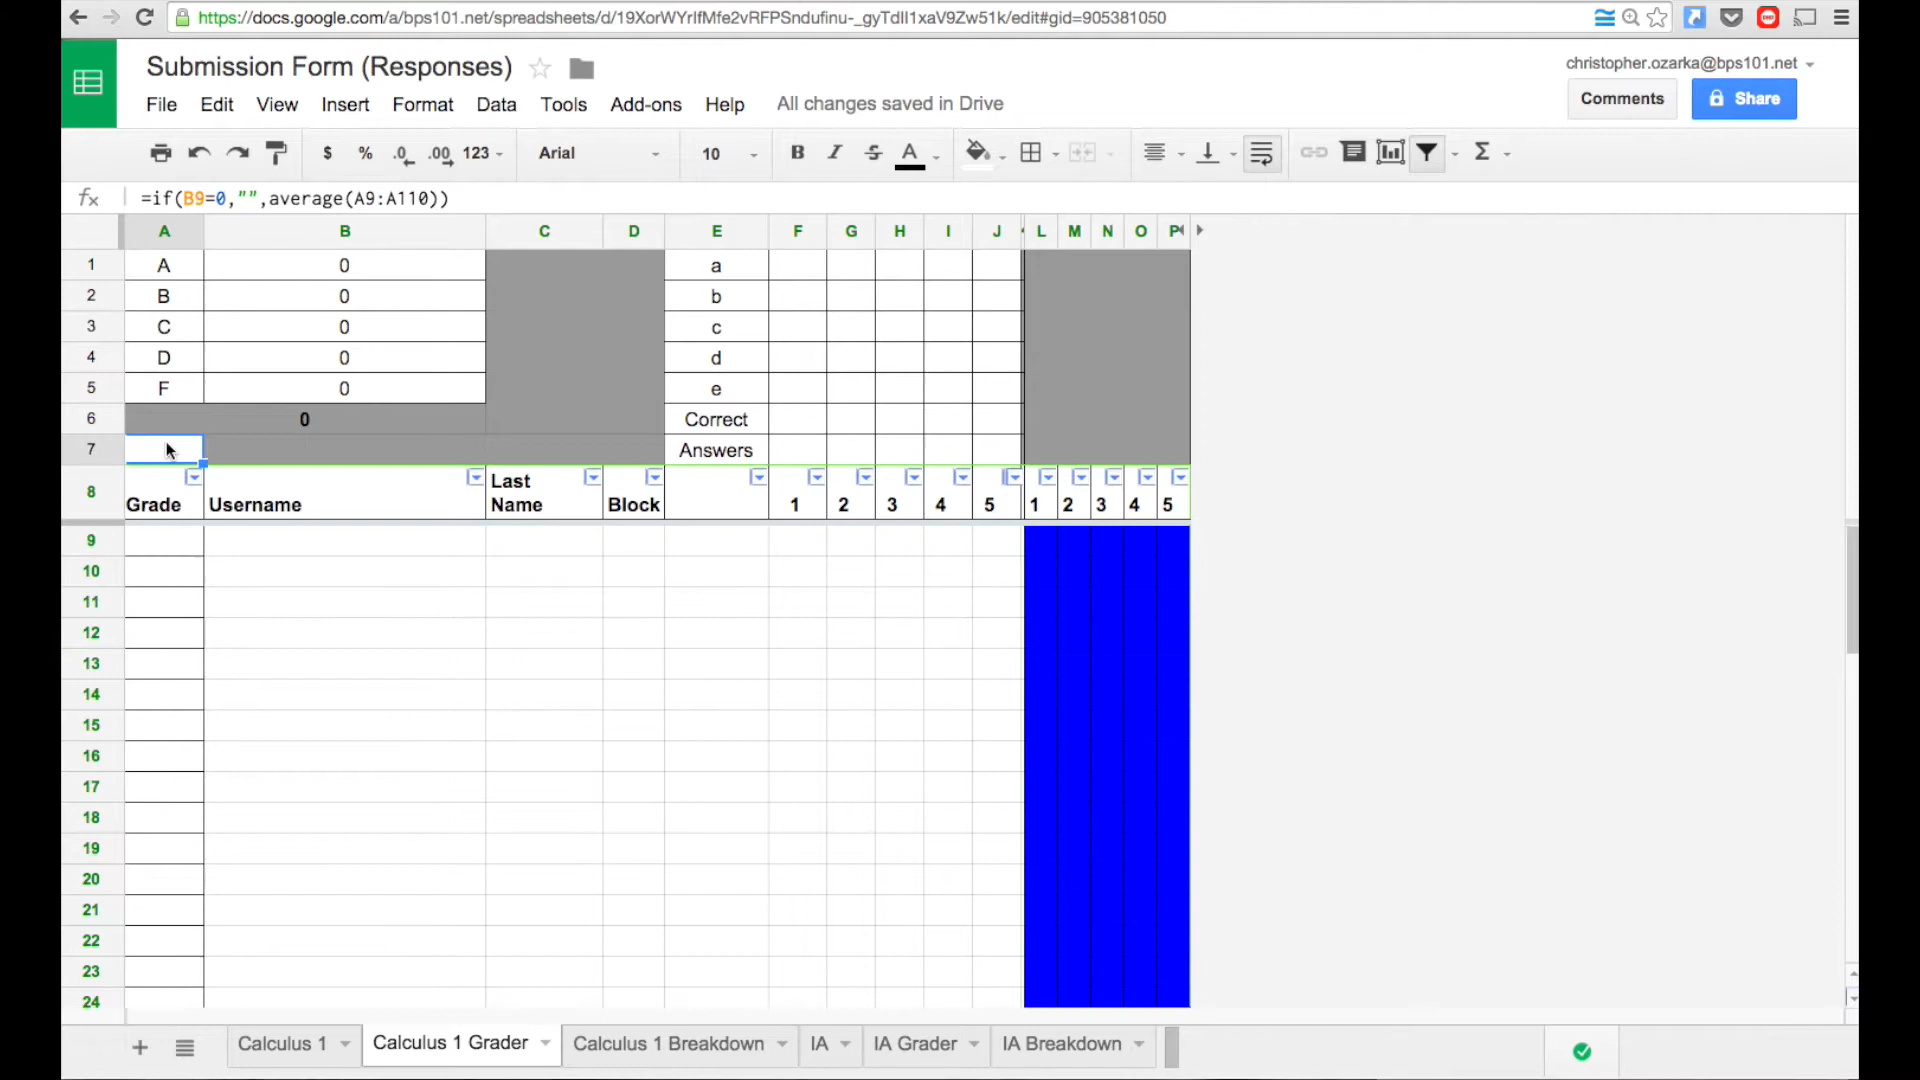 https://docs.google.com/a/bps101.net/spreadsheets/d/19XorWYrIfMfe2vRFPSndufinu-_gyTdII1xaV9Zw51k/edit#gid=905381050
Submission Form (Responses)
christopher.ozarka@bps101.net
File Edit View Insert Format Data Tools Add-ons Help All changes saved in Drive
Comments Share
$ % .0 .00 123 Arial 10 B I S A Σ
fx =if(B9=0,"",average(A9:A110))
A B C D E F G H I J L M N O P
1 A 0 a
2 B 0 b
3 C 0 c
4 D 0 d
5 F 0 e
6 0 Correct
7 Answers
8 Grade Username Last Name Block 1 2 3 4 5 1 2 3 4 5
9
10
11
12
13
14
15
16
17
18
19
20
21
22
23
24
+ Calculus 1 Calculus 1 Grader Calculus 1 Breakdown IA IA Grader IA Breakdown